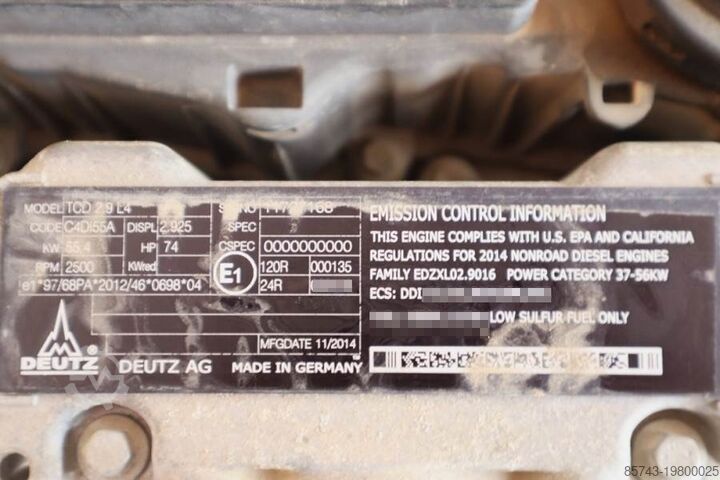 MODEL TCD 2.9 L4
CODE C4DI55A DISPL 2.925 SPEC
KW 55.4 HP 74 CSPEC 0000000000
RPM 2500 KWred 120R 000135
E1 24R
e1*97/68PA*2012/46*0698*04
MFGDATE 11/2014
DEUTZ DEUTZ AG MADE IN GERMANY
EMISSION CONTROL INFORMATION
THIS ENGINE COMPLIES WITH U.S. EPA AND CALIFORNIA
REGULATIONS FOR 2014 NONROAD DIESEL ENGINES
FAMILY EDZXL02.9016 POWER CATEGORY 37-56KW
ECS: DDI
LOW SULFUR FUEL ONLY
85743-19800025